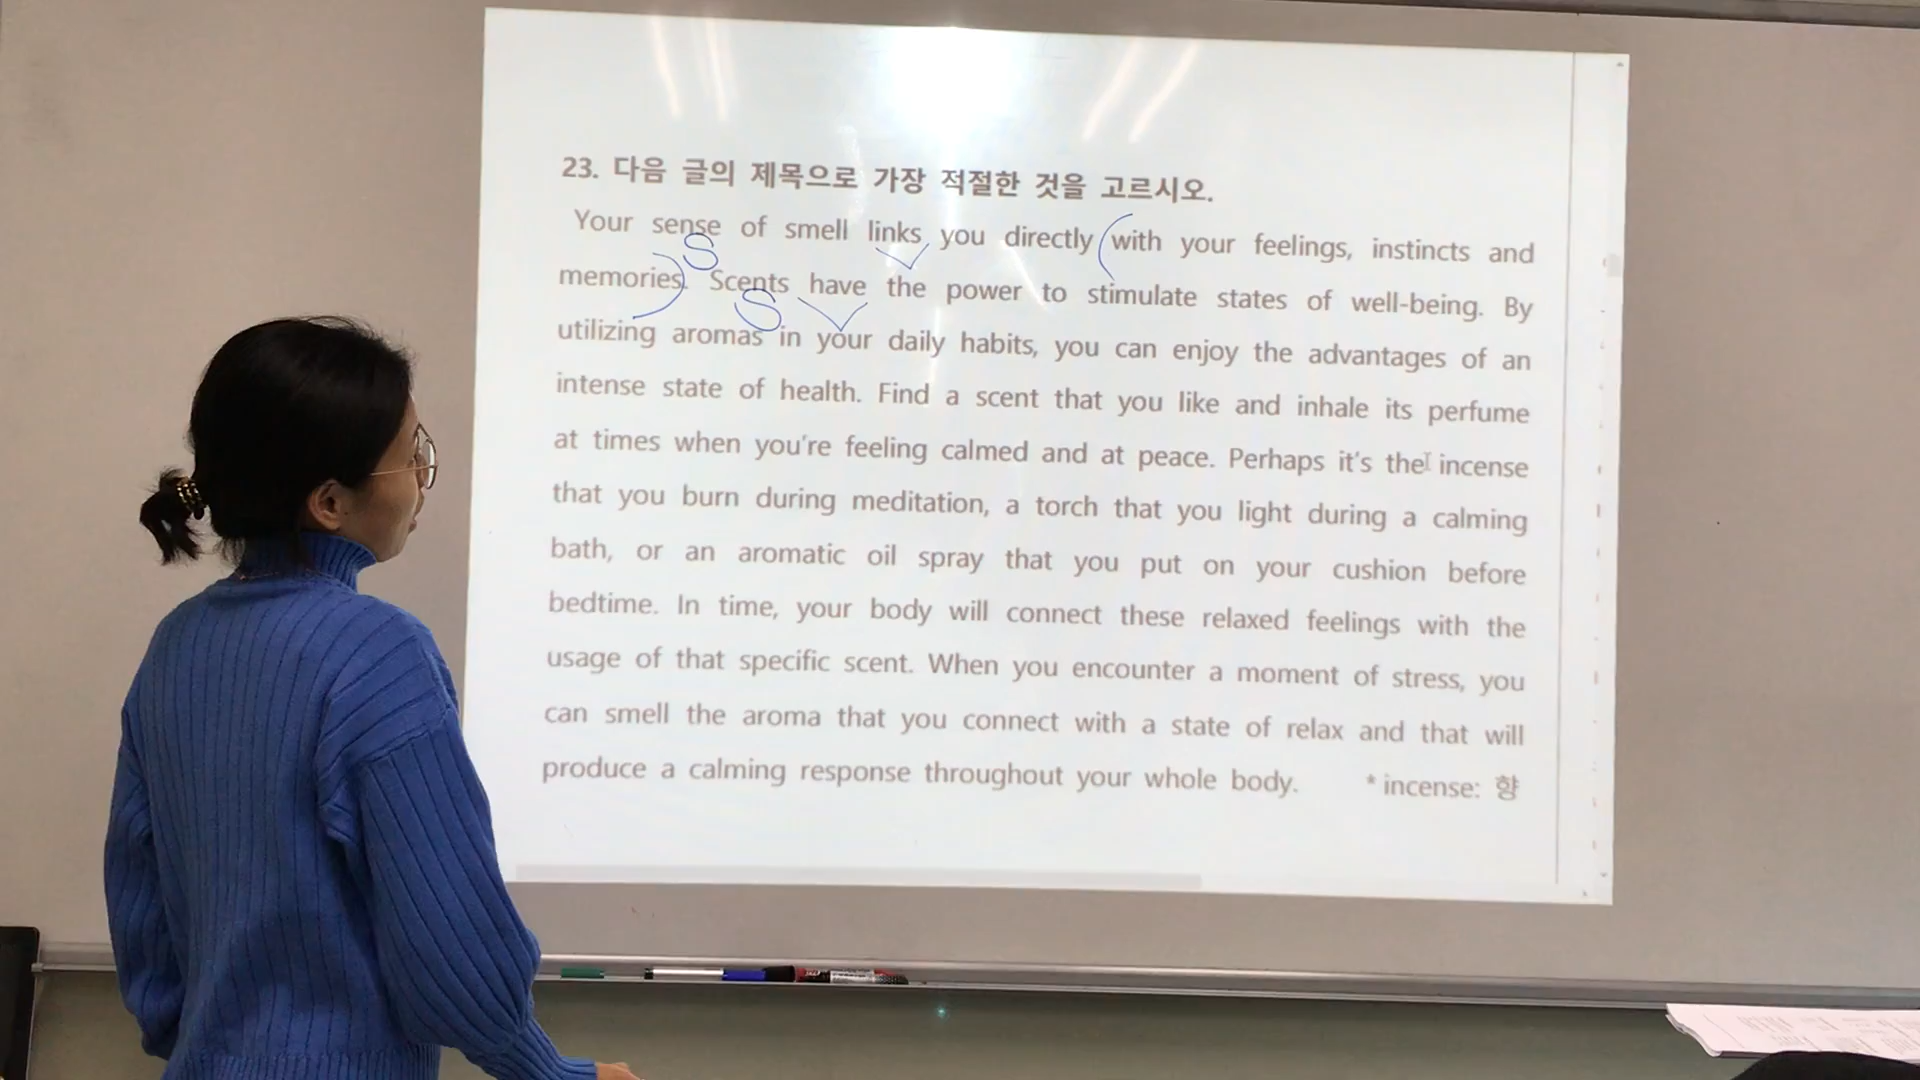 23. 다음 글의 제목으로 가장 적절한 것을 고르시오.
Your sense of smell links you directly (with your feelings, instincts and
S V
memories). Scents have the power to stimulate states of well-being. By
S V
utilizing aromas in your daily habits, you can enjoy the advantages of an
intense state of health. Find a scent that you like and inhale its perfume
at times when you're feeling calmed and at peace. Perhaps it's the incense
that you burn during meditation, a torch that you light during a calming
bath, or an aromatic oil spray that you put on your cushion before
bedtime. In time, your body will connect these relaxed feelings with the
usage of that specific scent. When you encounter a moment of stress, you
can smell the aroma that you connect with a state of relax and that will
produce a calming response throughout your whole body. * incense: 향